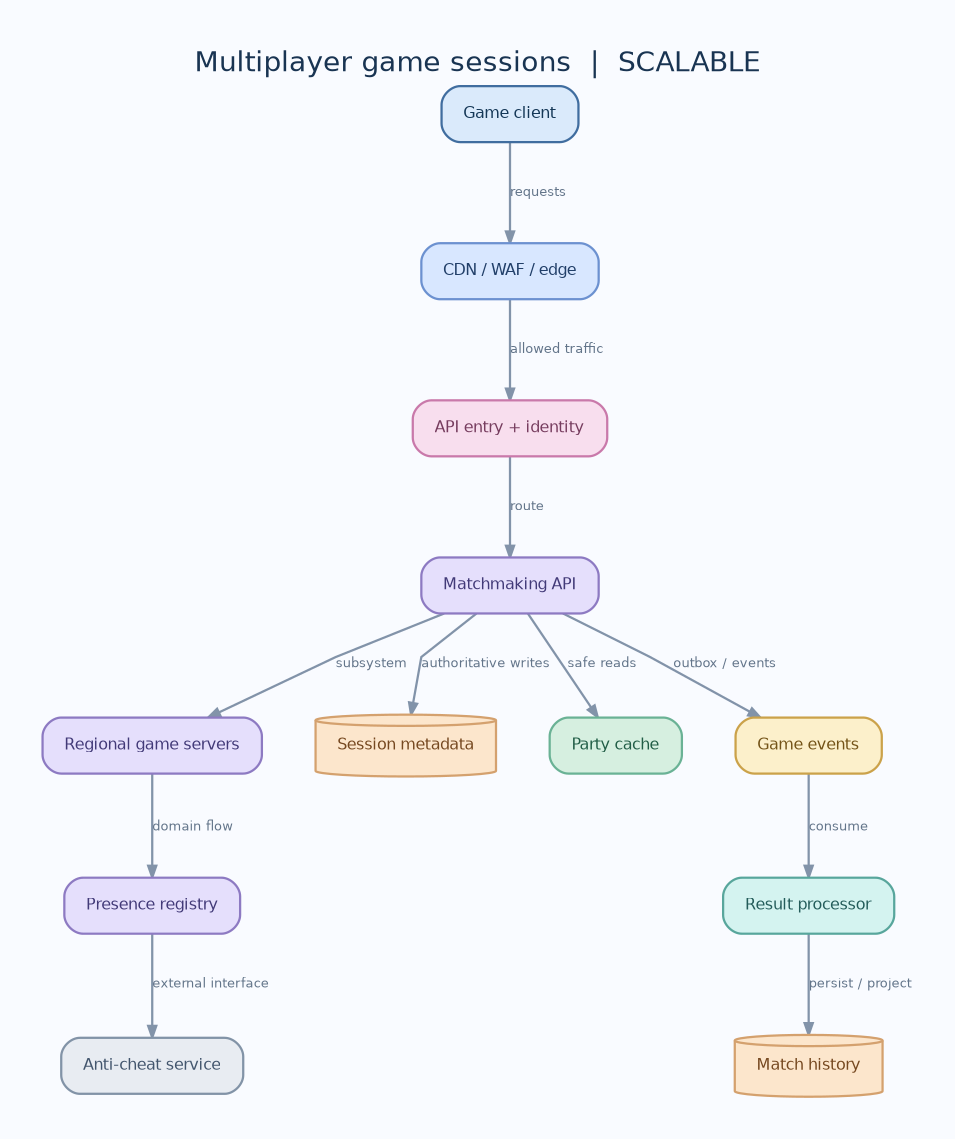 Multiplayer game sessions | SCALABLE
Game client
requests
CDN / WAF / edge
allowed traffic
API entry + identity
route
Matchmaking API
subsystem
authoritative writes
safe reads
outbox / events
Regional game servers
Session metadata
Party cache
Game events
domain flow
consume
Presence registry
Result processor
external interface
persist / project
Anti-cheat service
Match history